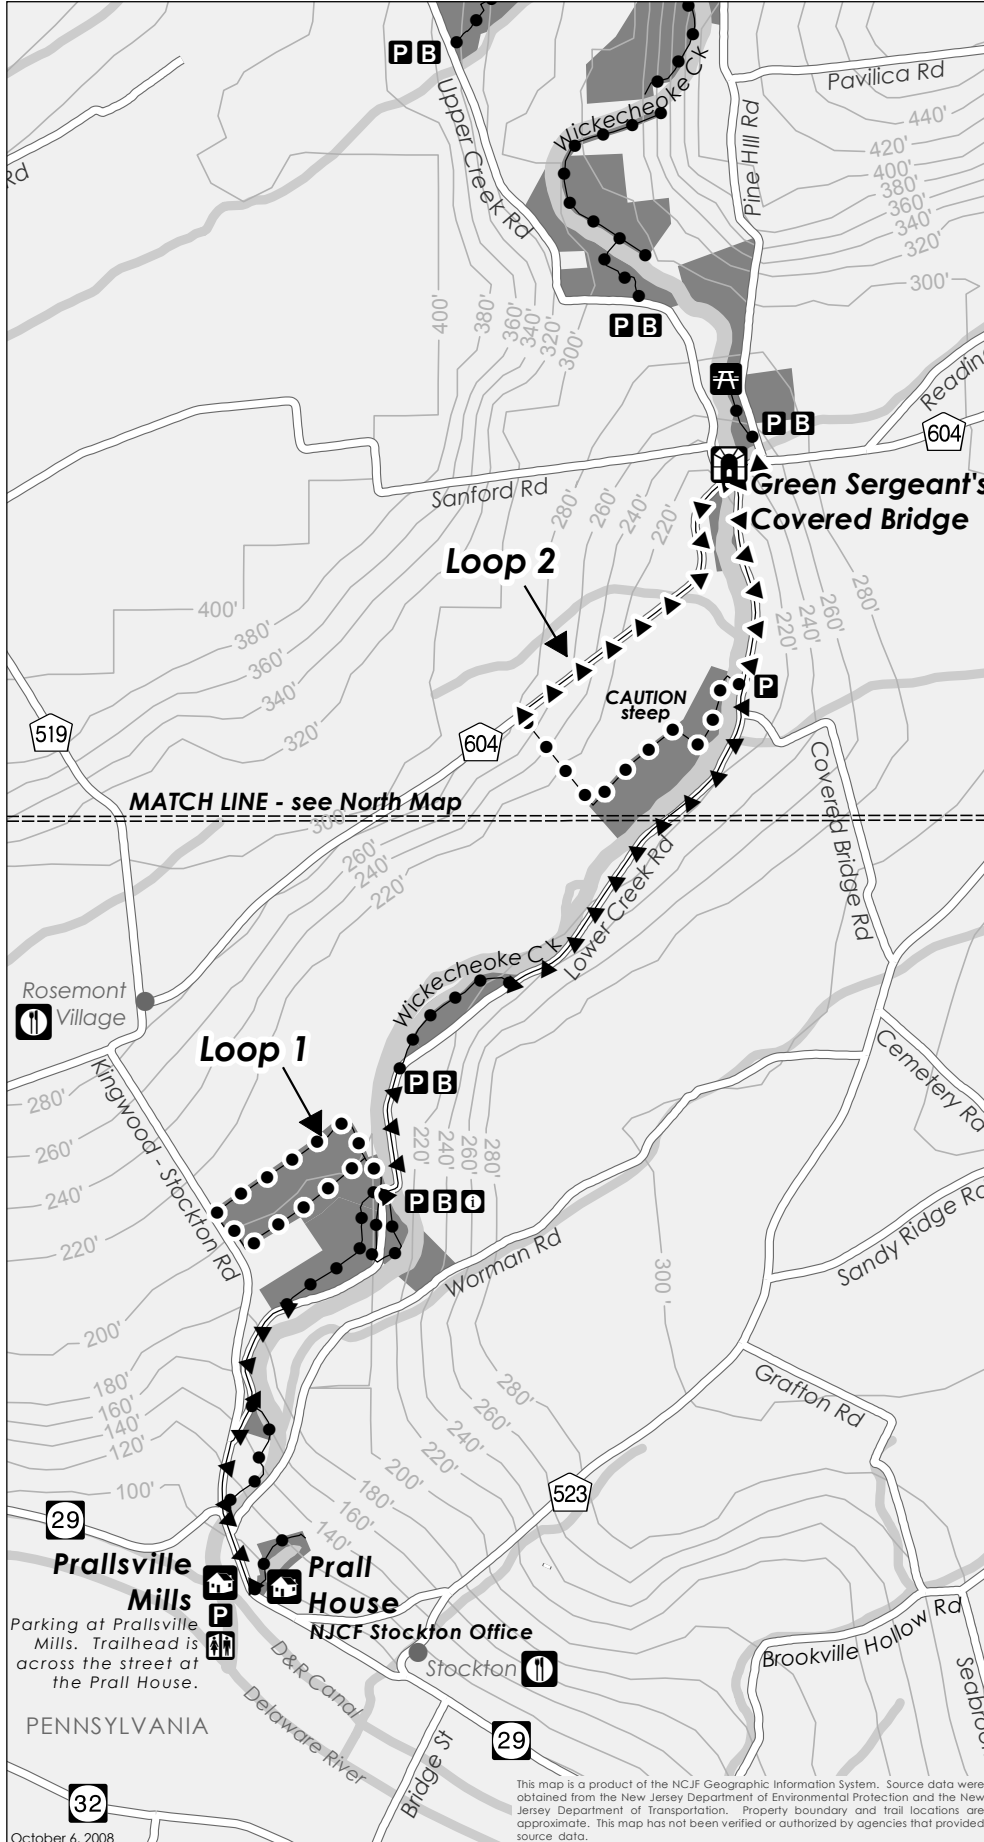 P B
Wickecheoke Ck
Pavilica Rd
Upper Creek Rd
Pine Hill Rd
440'
420'
400'
380'
360'
340'
320'
300'
Rd
400'
380'
360'
340'
320'
300'
P B
P B
Reading
604
Sanford Rd
Green Sergeant's
Covered Bridge
280'
260'
240'
220'
Loop 2
280'
260'
240'
220'
400'
380'
360'
340'
320'
CAUTION
steep
P
519
604
Covered Bridge Rd
MATCH LINE - see North Map
300'
260'
240'
220'
Lower Creek Rd
Wickecheoke Ck
Rosemont
Village
Loop 1
Kingwood - Stockton Rd
Cemetery Rd
P B
280'
260'
240'
220'
220'
240'
260'
280'
P B i
Sandy Ridge Rd
Worman Rd
300'
200'
180'
160'
140'
120'
100'
Grafton Rd
280'
260'
240'
220'
200'
180'
160'
140'
523
29
Prallsville
Mills
P
Prall
House
NJCF Stockton Office
Parking at Prallsville
Mills. Trailhead is
across the street at
the Prall House.
Stockton
Brookville Hollow Rd
Seabroo
D&R Canal
Delaware River
PENNSYLVANIA
29
Bridge St
32
October 6, 2008
This map is a product of the NCJF Geographic Information System. Source data were
obtained from the New Jersey Department of Environmental Protection and the New
Jersey Department of Transportation. Property boundary and trail locations are
approximate. This map has not been verified or authorized by agencies that provided
source data.